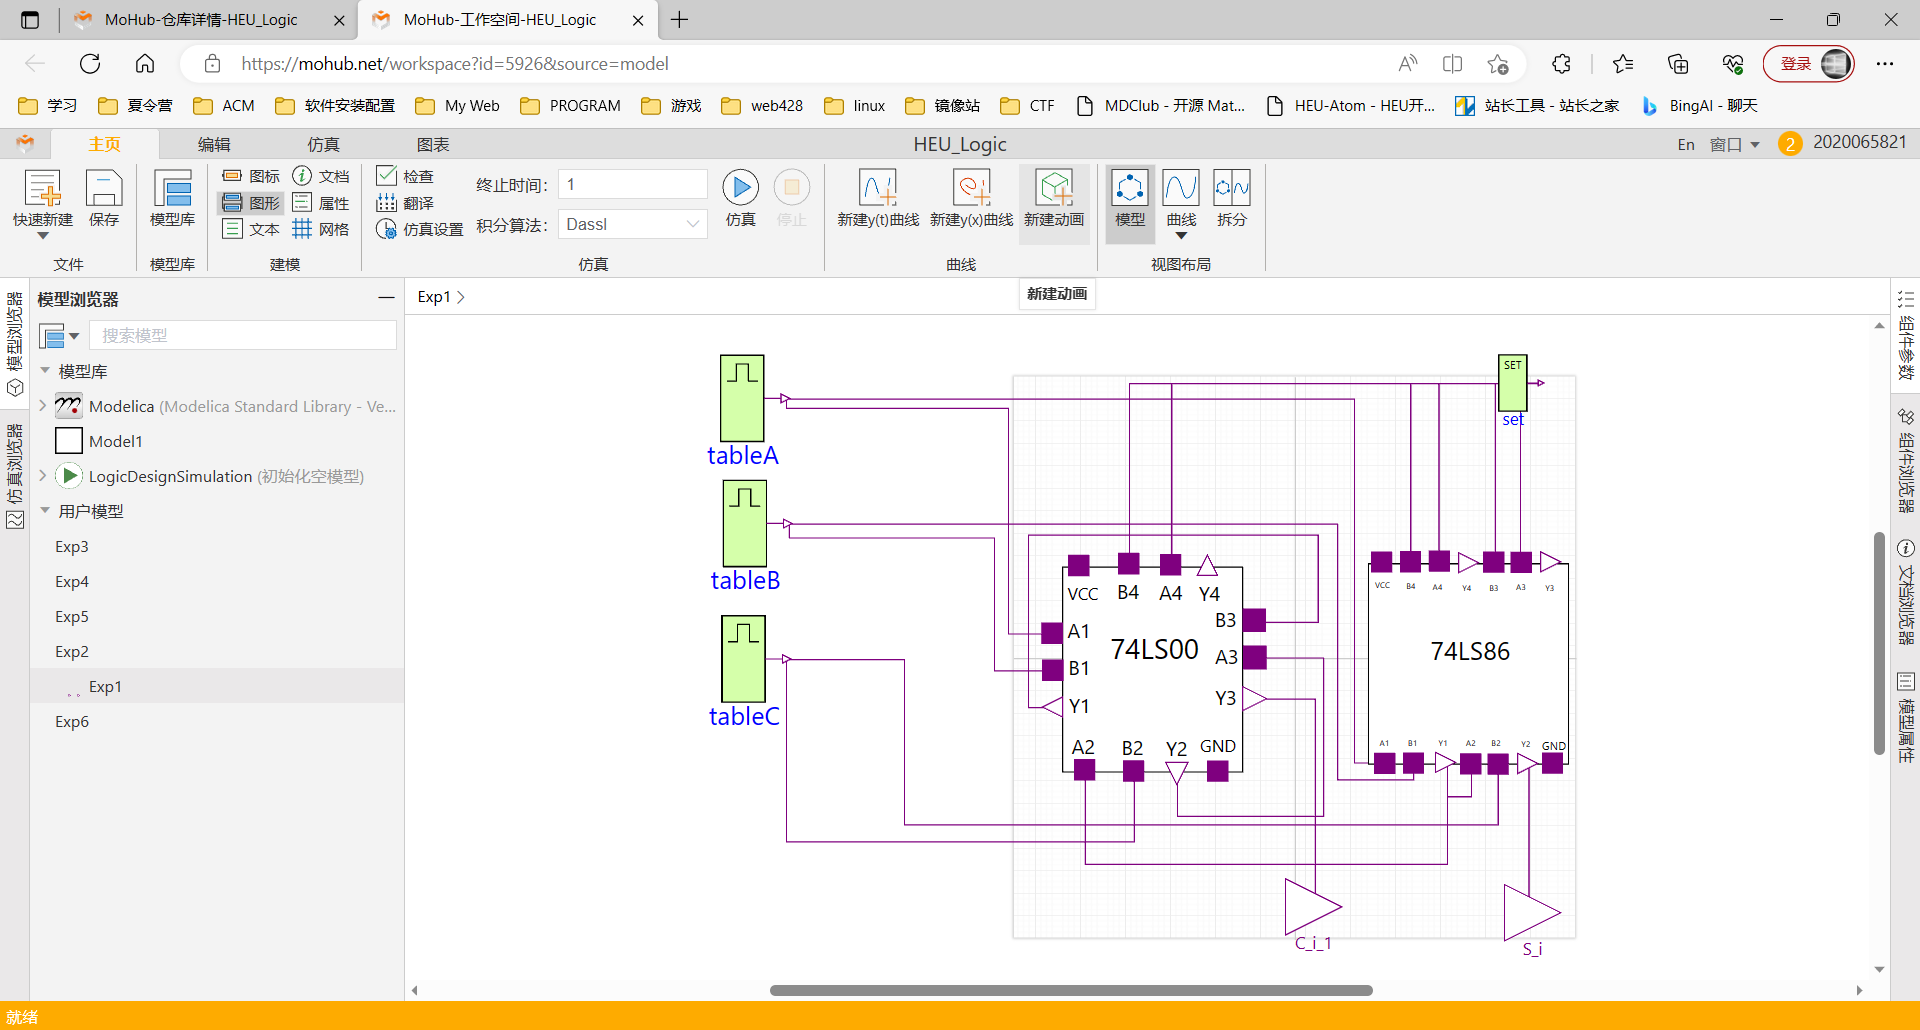 MoHub-仓库详情-HEU_Logic
MoHub-工作空间-HEU_Logic
https://mohub.net/workspace?id=5926&source=model
登录
学习 夏令营 ACM 软件安装配置 My Web PROGRAM 游戏 web428 linux 镜像站 CTF MDClub - 开源 Mat... HEU-Atom - HEU开... 站长工具 - 站长之家 BingAI - 聊天
主页 编辑 仿真 图表 HEU_Logic En 窗口 2 2020065821
快速新建 保存 模型库
图标 文档
图形 属性
文本 网格
检查
翻译
仿真设置
终止时间: 1
积分算法: Dassl
仿真 停止
新建y(t)曲线 新建y(x)曲线 新建动画
模型 曲线 拆分
文件 模型库 建模 仿真 曲线 视图布局
新建动画
模型浏览器
仿真浏览器
模型浏览器
搜索模型
模型库
Modelica (Modelica Standard Library - Ve...
Model1
LogicDesignSimulation (初始化空模型)
用户模型
Exp3
Exp4
Exp5
Exp2
Exp1
Exp6
Exp1
tableA
tableB
tableC
SET
set
VCC B4 A4 Y4
B3
A1
74LS00
A3
B1
Y3
Y1
A2 B2 Y2 GND
VCC B4 A4 Y4 B3 A3 Y3
74LS86
A1 B1 Y1 A2 B2 Y2 GND
C_i_1
S_i
组件参数
组件浏览器
文档浏览器
模型属性
就绪